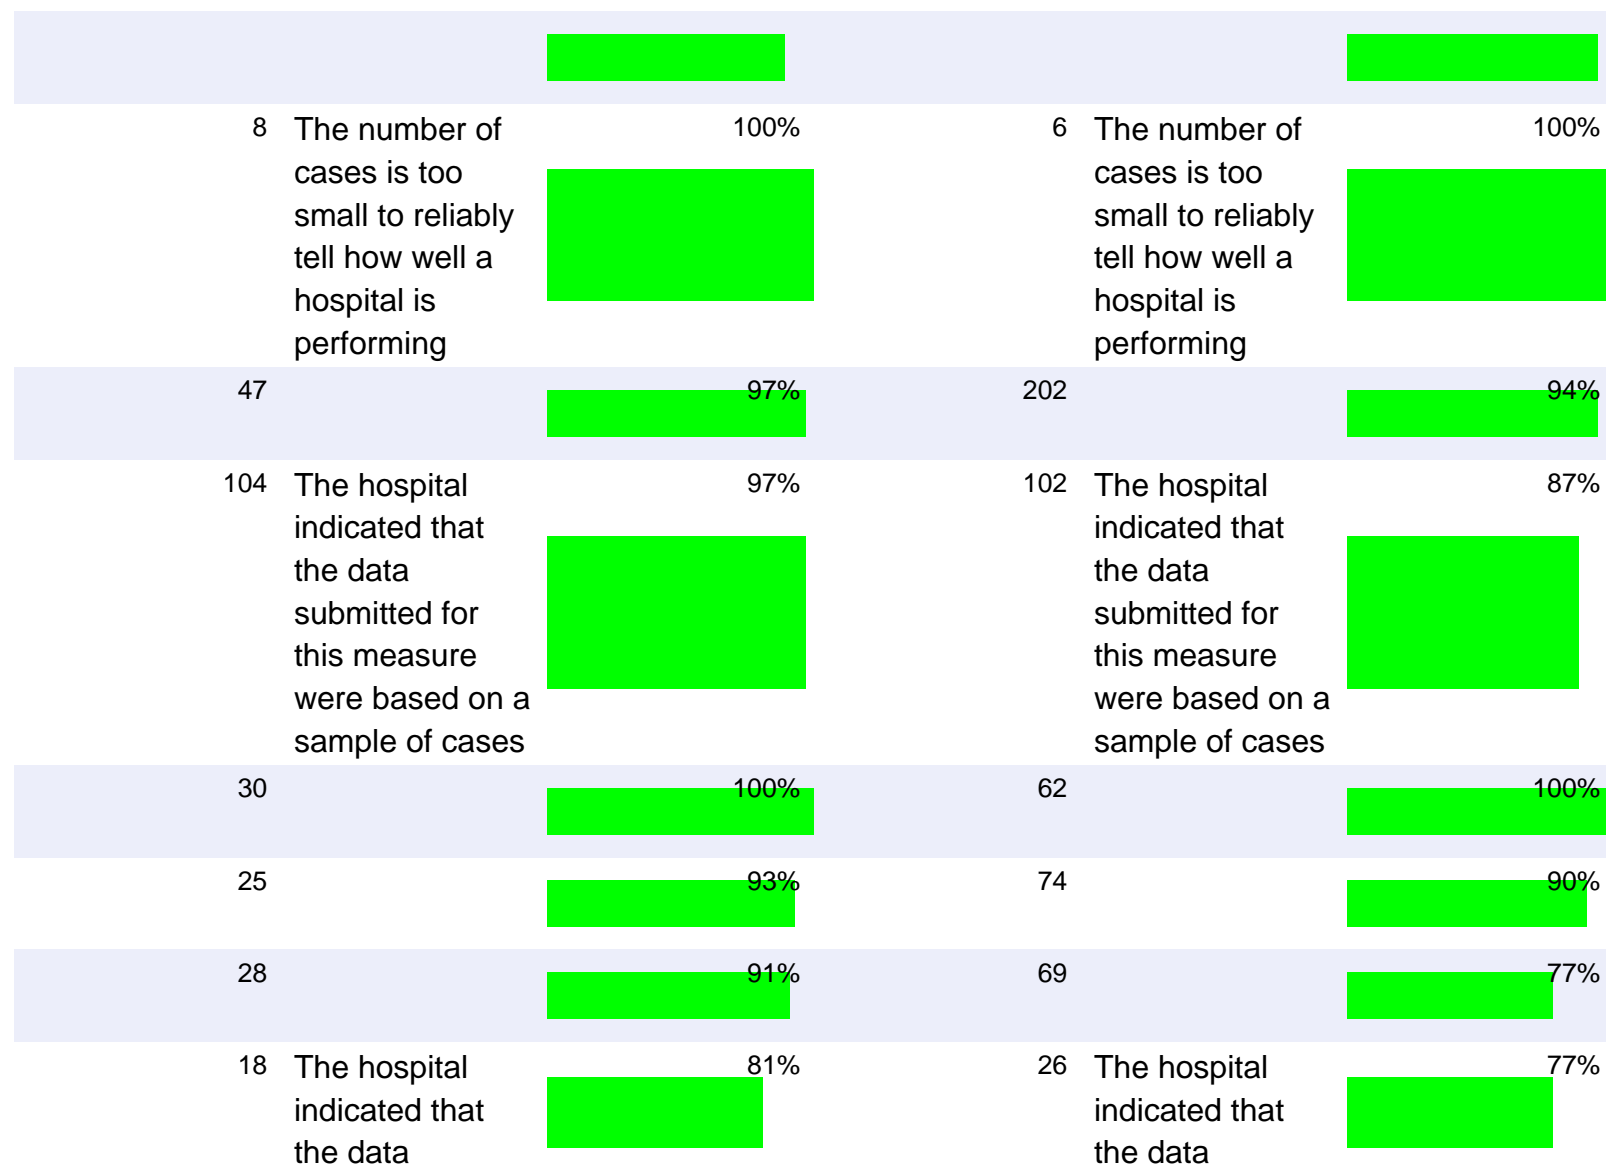 8 The number of 100% 6 The number of 100%
cases is too cases is too
small to reliably small to reliably
tell how well a tell how well a
hospital is hospital is
performing performing
47 97% 202 94%
104 The hospital 97% 102 The hospital 87%
indicated that indicated that
the data the data
submitted for submitted for
this measure this measure
were based on a were based on a
sample of cases sample of cases
30 100% 62 100%
25 93% 74 90%
28 91% 69 77%
18 The hospital 81% 26 The hospital 77%
indicated that indicated that
the data the data